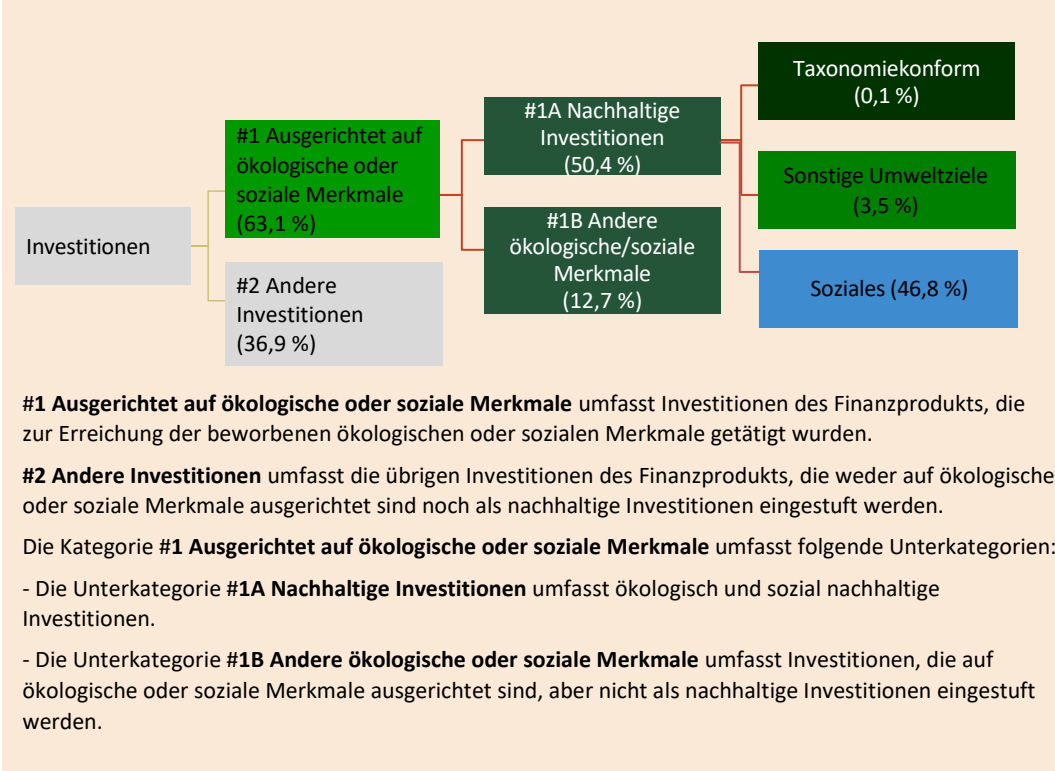 Investitionen
#1 Ausgerichtet auf
ökologische oder
soziale Merkmale
(63,1 %)
#2 Andere
Investitionen
(36,9 %)
#1A Nachhaltige
Investitionen
(50,4 %)
#1B Andere
ökologische/soziale
Merkmale
(12,7 %)
Taxonomiekonform
(0,1 %)
Sonstige Umweltziele
(3,5 %)
Soziales (46,8 %)
#1 Ausgerichtet auf ökologische oder soziale Merkmale umfasst Investitionen des Finanzprodukts, die
zur Erreichung der beworbenen ökologischen oder sozialen Merkmale getätigt wurden.
#2 Andere Investitionen umfasst die übrigen Investitionen des Finanzprodukts, die weder auf ökologische
oder soziale Merkmale ausgerichtet sind noch als nachhaltige Investitionen eingestuft werden.
Die Kategorie #1 Ausgerichtet auf ökologische oder soziale Merkmale umfasst folgende Unterkategorien:
- Die Unterkategorie #1A Nachhaltige Investitionen umfasst ökologisch und sozial nachhaltige
Investitionen.
- Die Unterkategorie #1B Andere ökologische oder soziale Merkmale umfasst Investitionen, die auf
ökologische oder soziale Merkmale ausgerichtet sind, aber nicht als nachhaltige Investitionen eingestuft
werden.